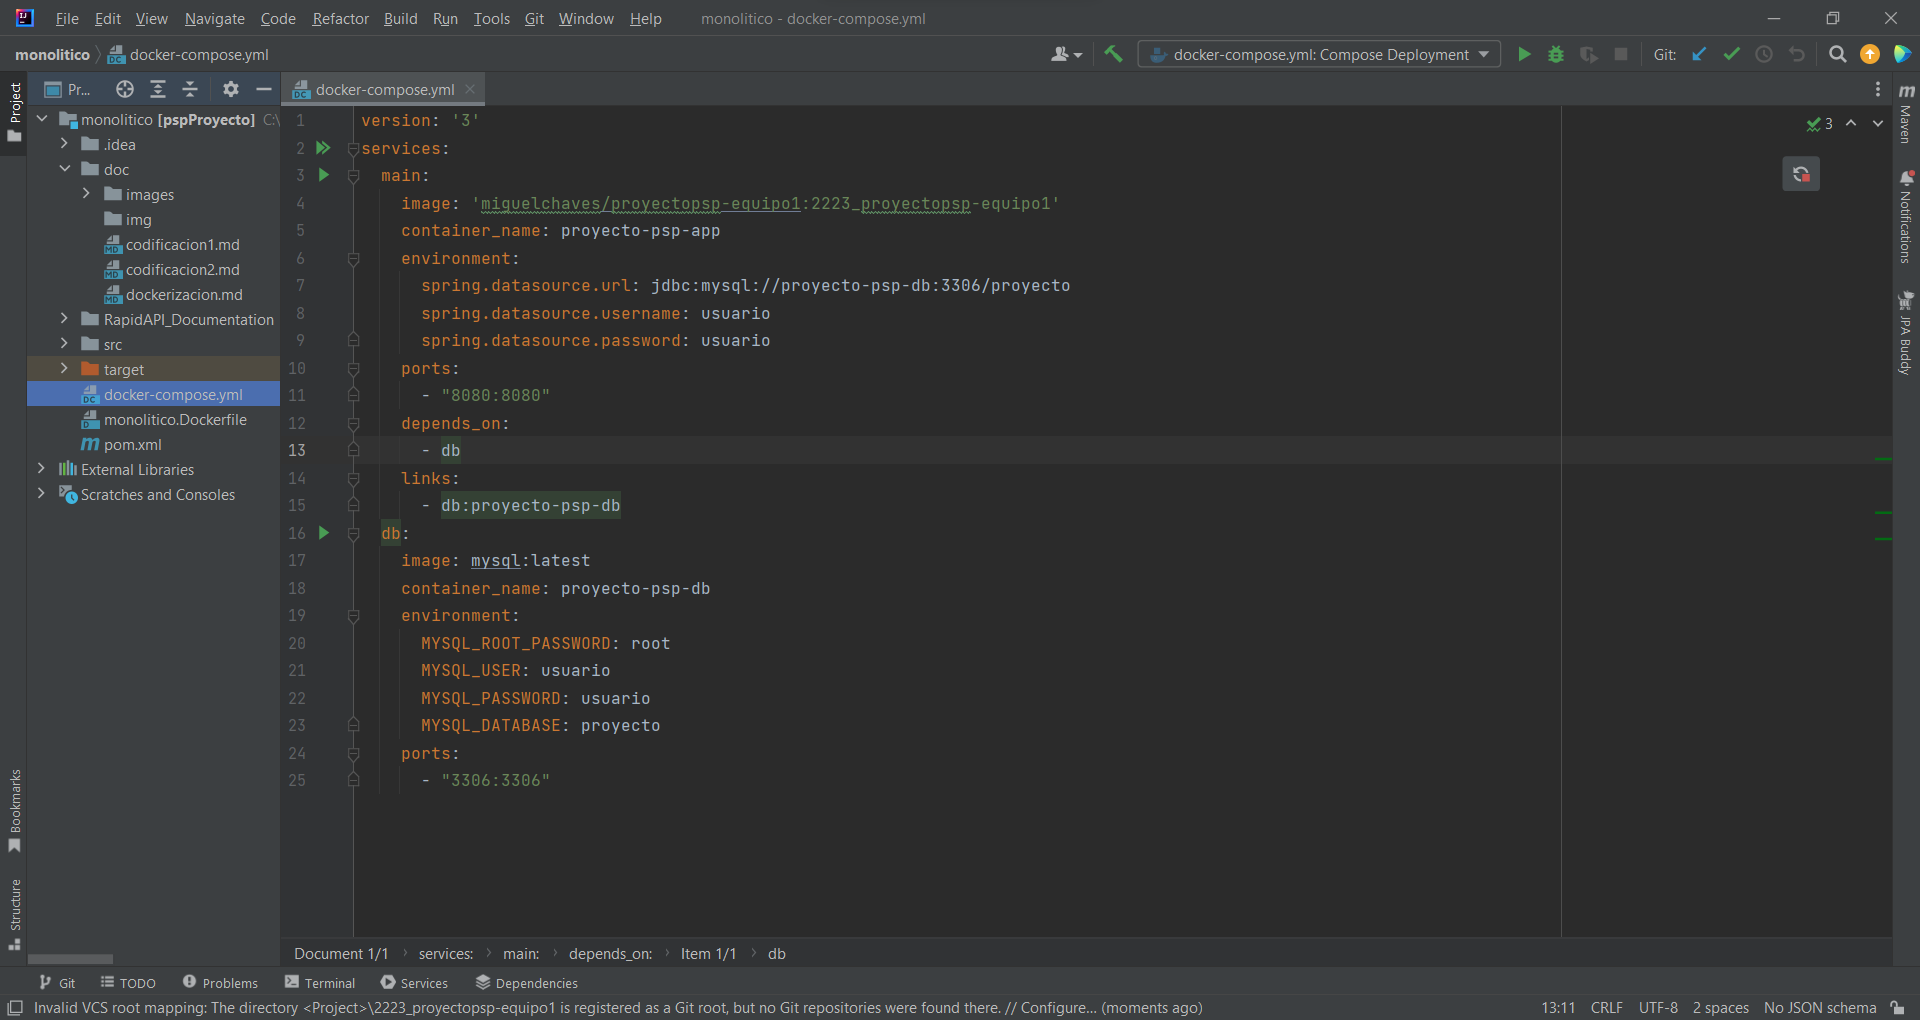 File Edit View Navigate Code Refactor Build Run Tools Git Window Help monolitico - docker-compose.yml
monolitico docker-compose.yml docker-compose.yml: Compose Deployment Git:
Project
Pr...
docker-compose.yml
monolitico [pspProyecto] C:\
.idea
doc
images
img
codificacion1.md
codificacion2.md
dockerizacion.md
RapidAPI_Documentation
src
target
docker-compose.yml
monolitico.Dockerfile
pom.xml
External Libraries
Scratches and Consoles
1 version: '3'
2 services:
3 main:
4 image: 'miguelchaves/proyectopsp-equipo1:2223_proyectopsp-equipo1'
5 container_name: proyecto-psp-app
6 environment:
7 spring.datasource.url: jdbc:mysql://proyecto-psp-db:3306/proyecto
8 spring.datasource.username: usuario
9 spring.datasource.password: usuario
10 ports:
11 - "8080:8080"
12 depends_on:
13 - db
14 links:
15 - db:proyecto-psp-db
16 db:
17 image: mysql:latest
18 container_name: proyecto-psp-db
19 environment:
20 MYSQL_ROOT_PASSWORD: root
21 MYSQL_USER: usuario
22 MYSQL_PASSWORD: usuario
23 MYSQL_DATABASE: proyecto
24 ports:
25 - "3306:3306"
3
Maven
Notifications
JPA Buddy
Bookmarks
Structure
Document 1/1 services: main: depends_on: Item 1/1 db
Git TODO Problems Terminal Services Dependencies
Invalid VCS root mapping: The directory <Project>\2223_proyectopsp-equipo1 is registered as a Git root, but no Git repositories were found there. // Configure... (moments ago) 13:11 CRLF UTF-8 2 spaces No JSON schema